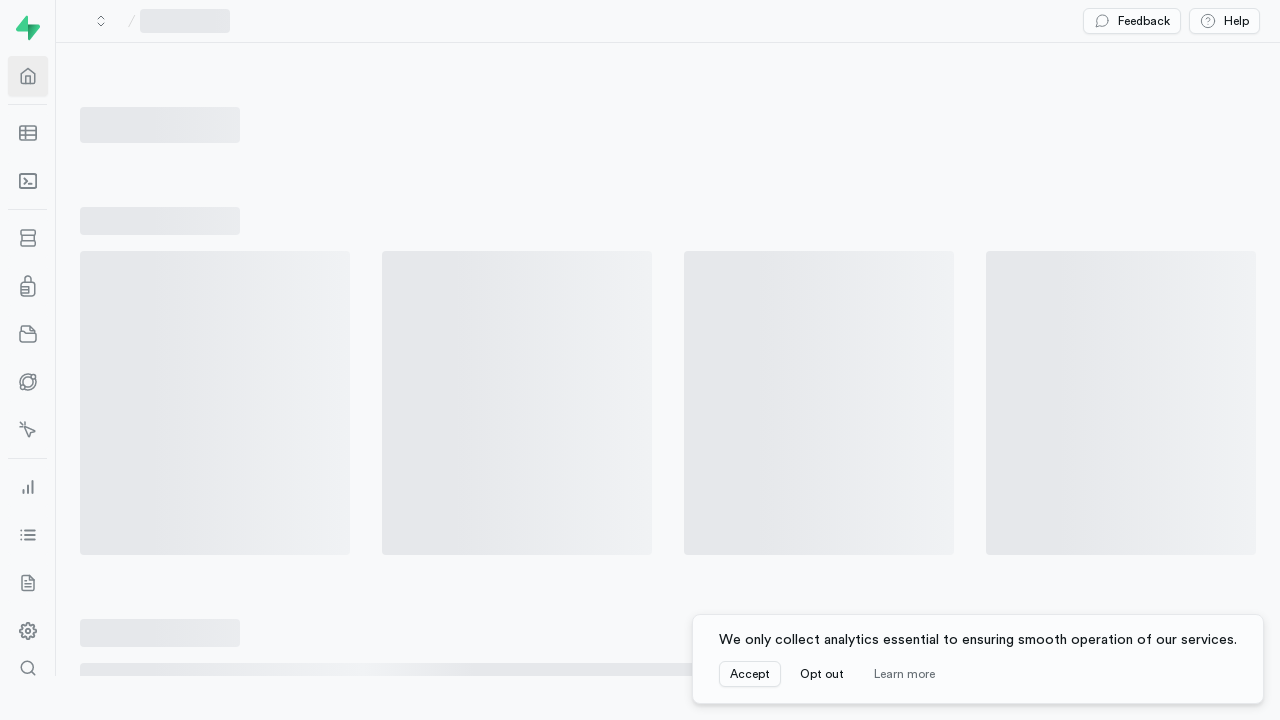 /
Feedback
Help
We only collect analytics essential to ensuring smooth operation of our services.
Accept
Opt out
Learn more